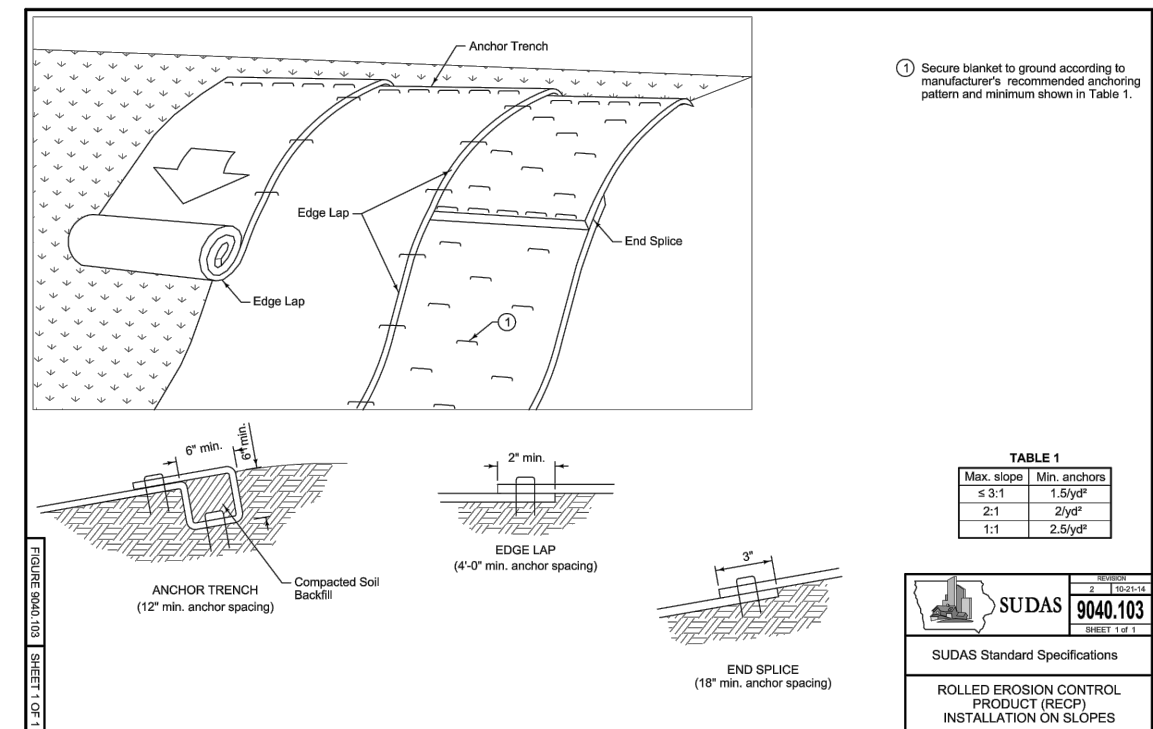 Anchor Trench
Edge Lap
End Splice
Edge Lap
1
1 Secure blanket to ground according to
manufacturer's recommended anchoring
pattern and minimum shown in Table 1.
6" min.
6" min.
ANCHOR TRENCH
(12" min. anchor spacing)
Compacted Soil
Backfill
2" min.
EDGE LAP
(4'-0" min. anchor spacing)
3"
END SPLICE
(18" min. anchor spacing)
TABLE 1
Max. slope Min. anchors
≤ 3:1 1.5/yd²
2:1 2/yd²
1:1 2.5/yd²
FIGURE 9040.103
SHEET 1 OF 1
SUDAS
REVISION
2 10-21-14
9040.103
SHEET 1 of 1
SUDAS Standard Specifications
ROLLED EROSION CONTROL
PRODUCT (RECP)
INSTALLATION ON SLOPES